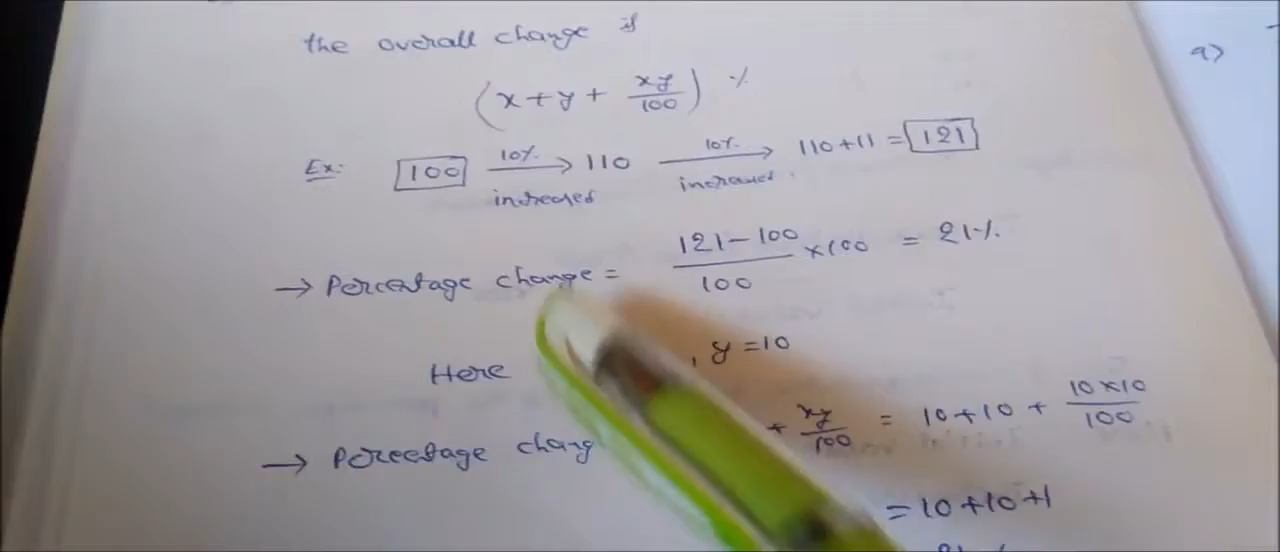 the overall change is
(x + y + xy/100) %
Ex:- 100 10% increased → 110 10% increased → 110+11 = 121
→ Percentage change = 121-100/100 × 100 = 21%
Here , y = 10
→ Percentage chang + xy/100 = 10+10+ 10×10/100
= 10+10+1
a)